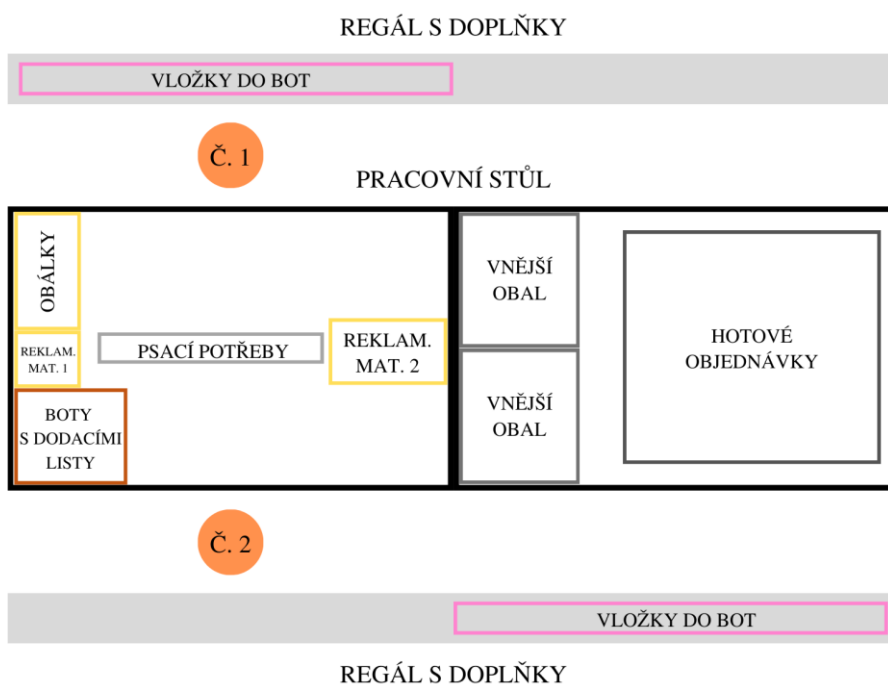 REGÁL S DOPLŇKY
VLOŽKY DO BOT
Č. 1
PRACOVNÍ STŮL
OBÁLKY
REKLAM.
MAT. 1
BOTY
S DODACÍMI
LISTY
PSACÍ POTŘEBY
REKLAM.
MAT. 2
VNĚJŠÍ
OBAL
VNĚJŠÍ
OBAL
HOTOVÉ
OBJEDNÁVKY
Č. 2
VLOŽKY DO BOT
REGÁL S DOPLŇKY